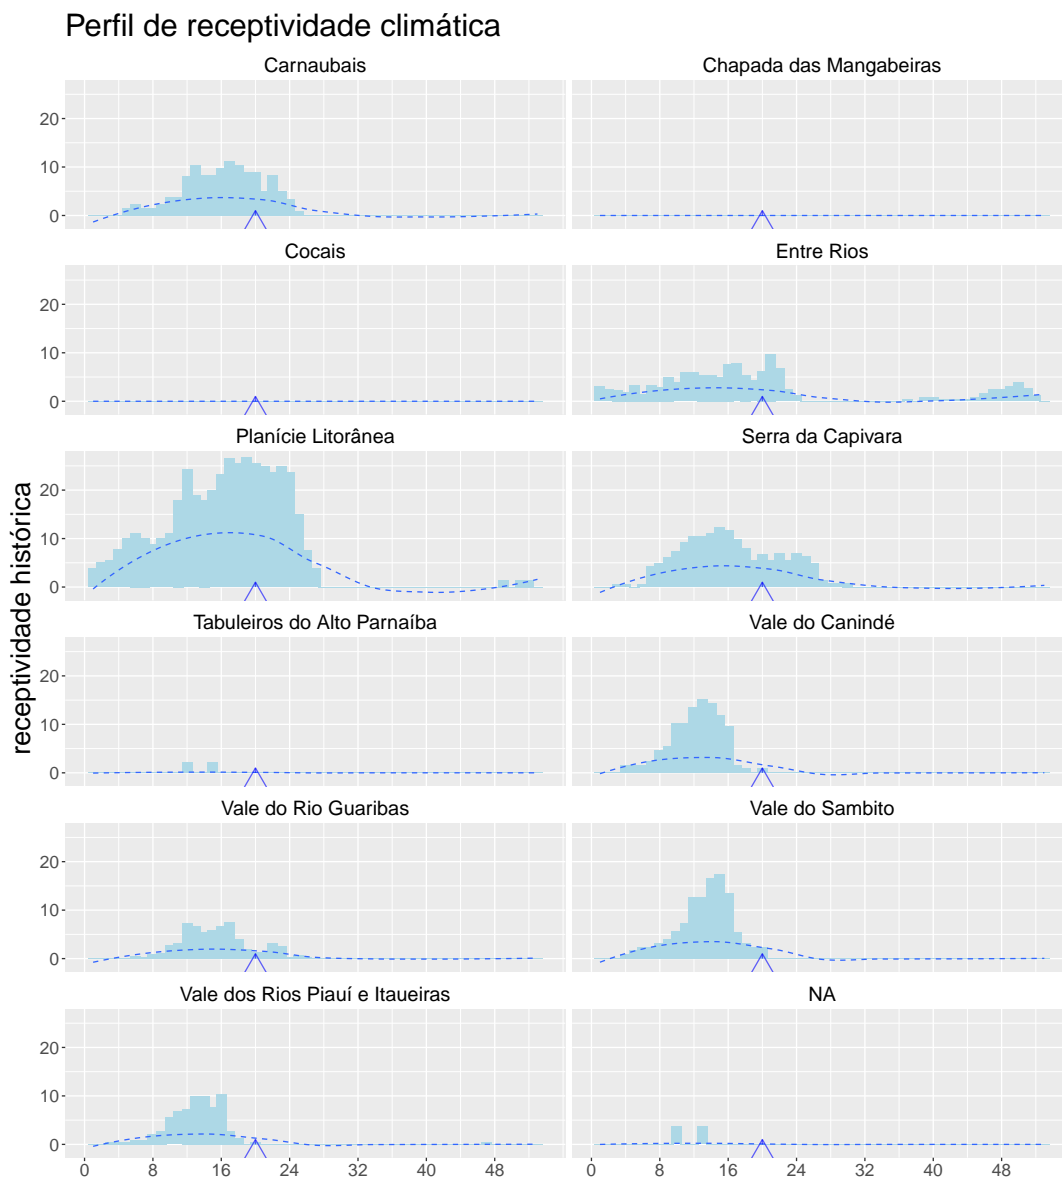 Perfil de receptividade climática
Carnaubais
Chapada das Mangabeiras
20
10
0
Cocais
Entre Rios
20
10
0
Planície Litorânea
Serra da Capivara
20
10
0
receptividade histórica
Tabuleiros do Alto Parnaíba
Vale do Canindé
20
10
0
Vale do Rio Guaribas
Vale do Sambito
20
10
0
Vale dos Rios Piauí e Itaueiras
NA
20
10
0
0 8 16 24 32 40 48
0 8 16 24 32 40 48